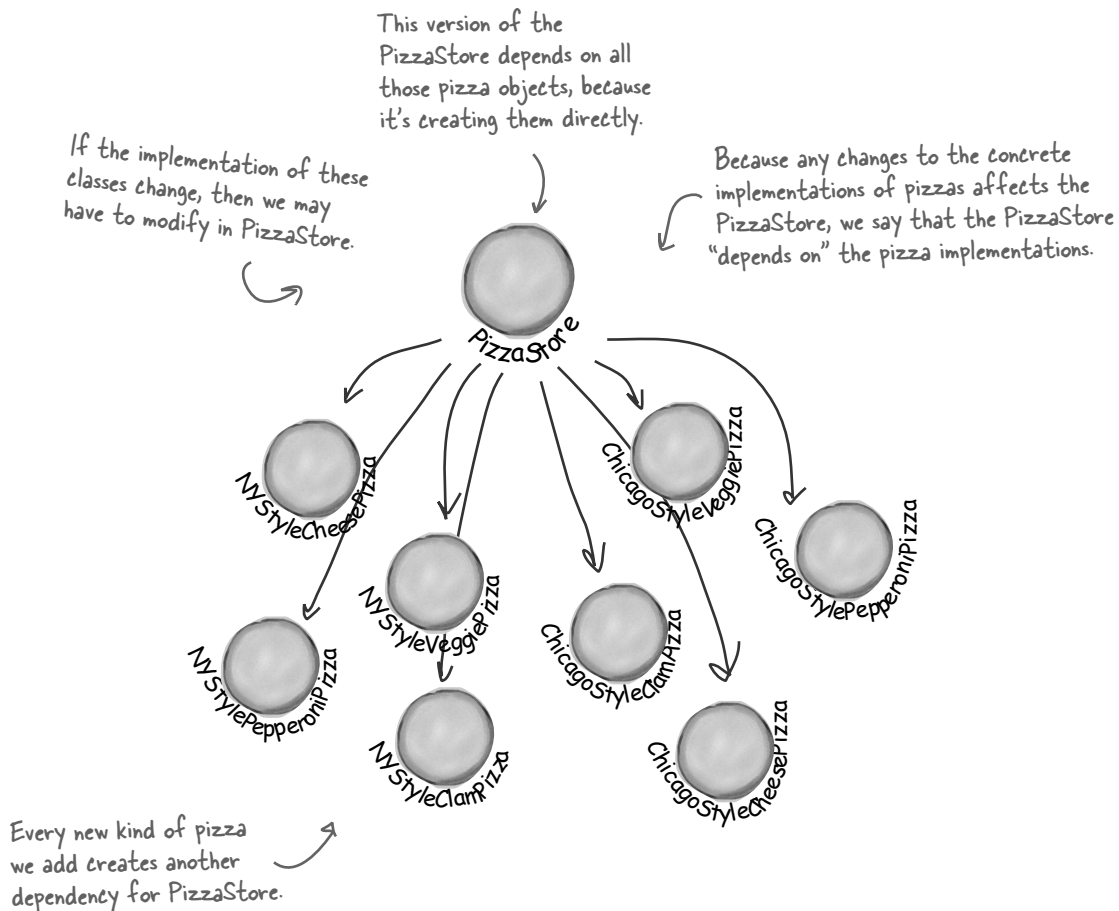 This version of the
PizzaStore depends on all
those pizza objects, because
it's creating them directly.
If the implementation of these
classes change, then we may
have to modify in PizzaStore.
Because any changes to the concrete
implementations of pizzas affects the
PizzaStore, we say that the PizzaStore
“depends on” the pizza implementations.
PizzaStore
NYStyleCheesePizza
ChicagoStyleVeggiePizza
ChicagoStylePepperoniPizza
NYStyleVeggiePizza
ChicagoStyleClamPizza
NYStylePepperoniPizza
NYStyleClamPizza
ChicagoStyleCheesePizza
Every new kind of pizza
we add creates another
dependency for PizzaStore.